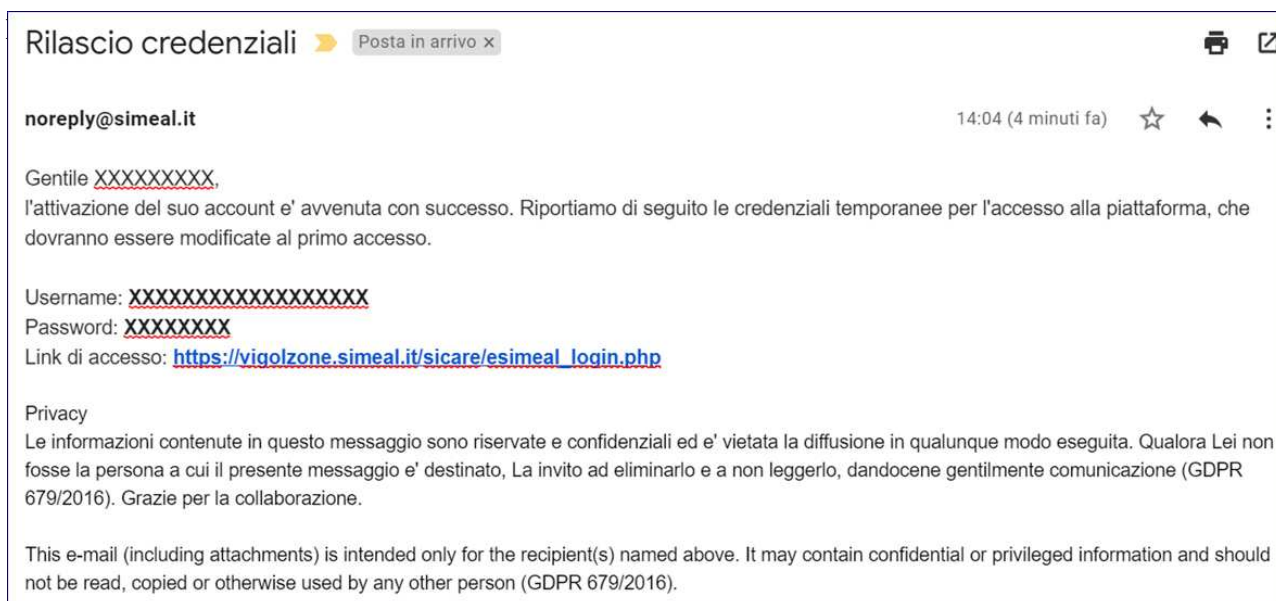 Rilascio credenziali Posta in arrivo x
noreply@simeal.it 14:04 (4 minuti fa)
Gentile XXXXXXXXX,
l'attivazione del suo account e' avvenuta con successo. Riportiamo di seguito le credenziali temporanee per l'accesso alla piattaforma, che
dovranno essere modificate al primo accesso.
Username: XXXXXXXXXXXXXXXXXX
Password: XXXXXXXX
Link di accesso: https://vigolzone.simeal.it/sicare/esimeal_login.php
Privacy
Le informazioni contenute in questo messaggio sono riservate e confidenziali ed e' vietata la diffusione in qualunque modo eseguita. Qualora Lei non
fosse la persona a cui il presente messaggio e' destinato, La invito ad eliminarlo e a non leggerlo, dandocene gentilmente comunicazione (GDPR
679/2016). Grazie per la collaborazione.
This e-mail (including attachments) is intended only for the recipient(s) named above. It may contain confidential or privileged information and should
not be read, copied or otherwise used by any other person (GDPR 679/2016).